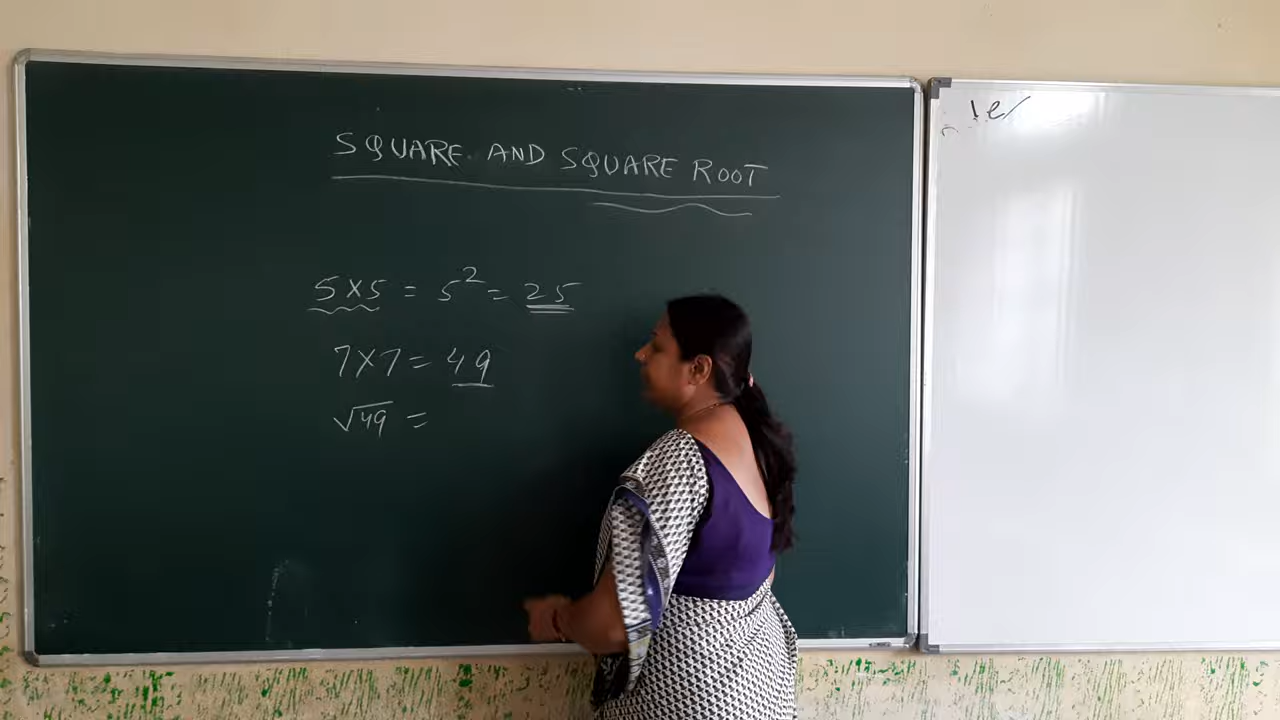 SQUARE AND SQUARE ROOT
5×5 = 5² = 25
7×7 = 49
√49 =